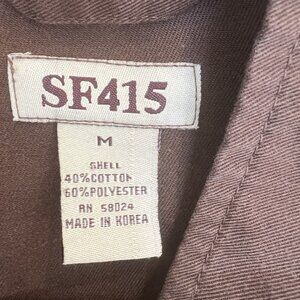 SF415
M
SHELL
40%COTTON
60%POLYESTER
RN 58024
MADE IN KOREA